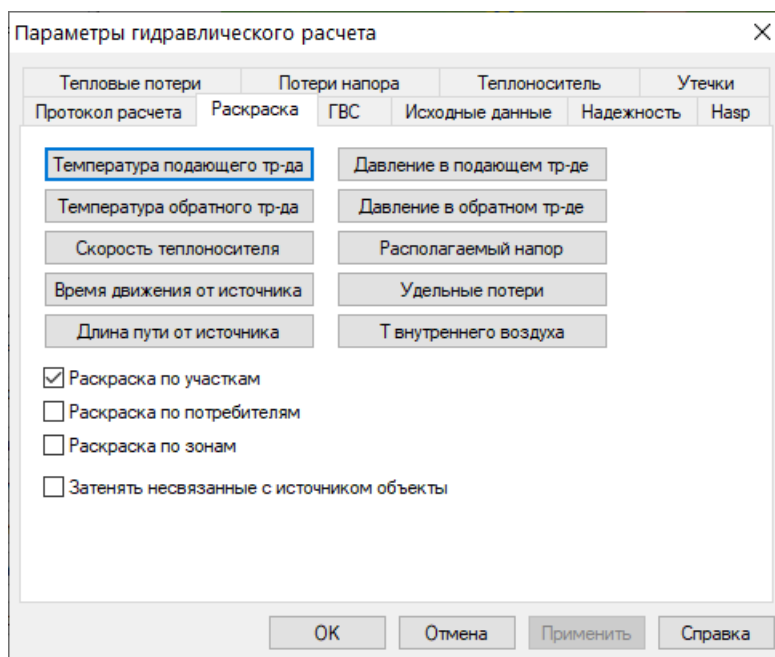 Параметры гидравлического расчета
Тепловые потери Потери напора Теплоноситель Утечки
Протокол расчета Раскраска ГВС Исходные данные Надежность Hasp
Температура подающего тр-да Давление в подающем тр-де
Температура обратного тр-да Давление в обратном тр-де
Скорость теплоносителя Располагаемый напор
Время движения от источника Удельные потери
Длина пути от источника Т внутреннего воздуха
Раскраска по участкам
Раскраска по потребителям
Раскраска по зонам
Затенять несвязанные с источником объекты
OK Отмена Применить Справка